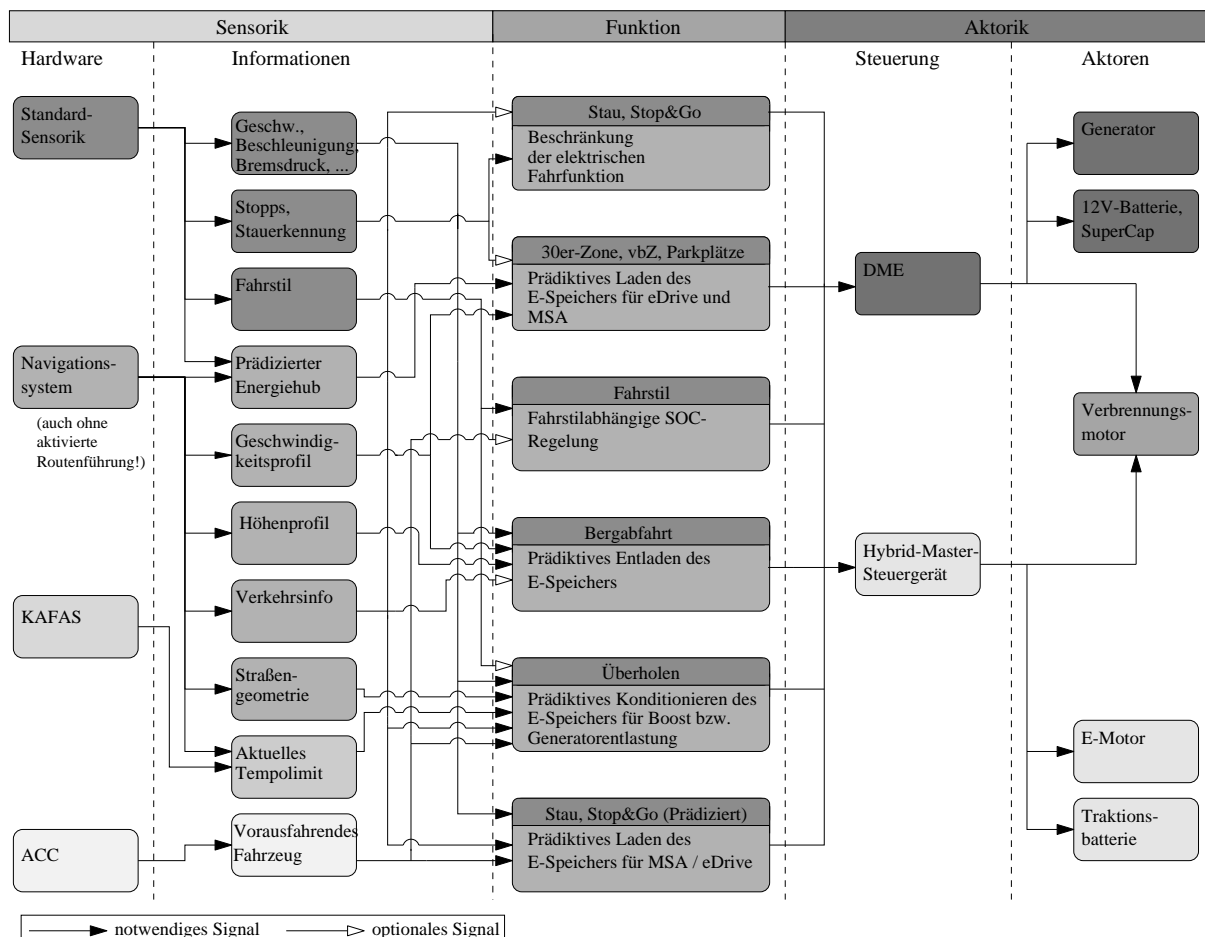 Sensorik
Funktion
Aktorik
Hardware
Informationen
Steuerung
Aktoren
Standard-
Sensorik
Navigations-
system
(auch ohne
aktivierte
Routenführung!)
KAFAS
ACC
Geschw.,
Beschleunigung,
Bremsdruck, ...
Stopps,
Stauerkennung
Fahrstil
Prädizierter
Energiehub
Geschwindig-
keitsprofil
Höhenprofil
Verkehrsinfo
Straßen-
geometrie
Aktuelles
Tempolimit
Vorausfahrendes
Fahrzeug
Stau, Stop&Go
Beschränkung
der elektrischen
Fahrfunktion
30er-Zone, vbZ, Parkplätze
Prädiktives Laden des
E-Speichers für eDrive und
MSA
Fahrstil
Fahrstilabhängige SOC-
Regelung
Bergabfahrt
Prädiktives Entladen des
E-Speichers
Überholen
Prädiktives Konditionieren des
E-Speichers für Boost bzw.
Generatorentlastung
Stau, Stop&Go (Prädiziert)
Prädiktives Laden des
E-Speichers für MSA / eDrive
DME
Hybrid-Master-
Steuergerät
Generator
12V-Batterie,
SuperCap
Verbrennungs-
motor
E-Motor
Traktions-
batterie
notwendiges Signal
optionales Signal